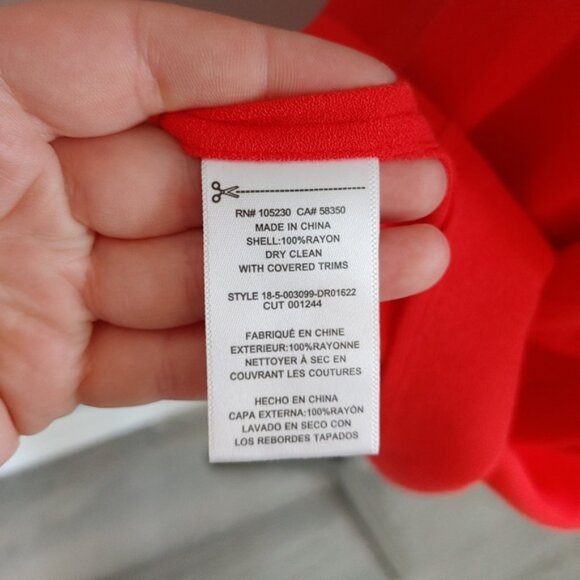 RN# 105230 CA# 58350
MADE IN CHINA
SHELL:100%RAYON
DRY CLEAN
WITH COVERED TRIMS
STYLE 18-5-003099-DR01622
CUT 001244
FABRIQUÉ EN CHINE
EXTERIEUR:100%RAYONNE
NETTOYER À SEC EN
COUVRANT LES COUTURES
HECHO EN CHINA
CAPA EXTERNA:100%RAYÓN
LAVADO EN SECO CON
LOS REBORDES TAPADOS